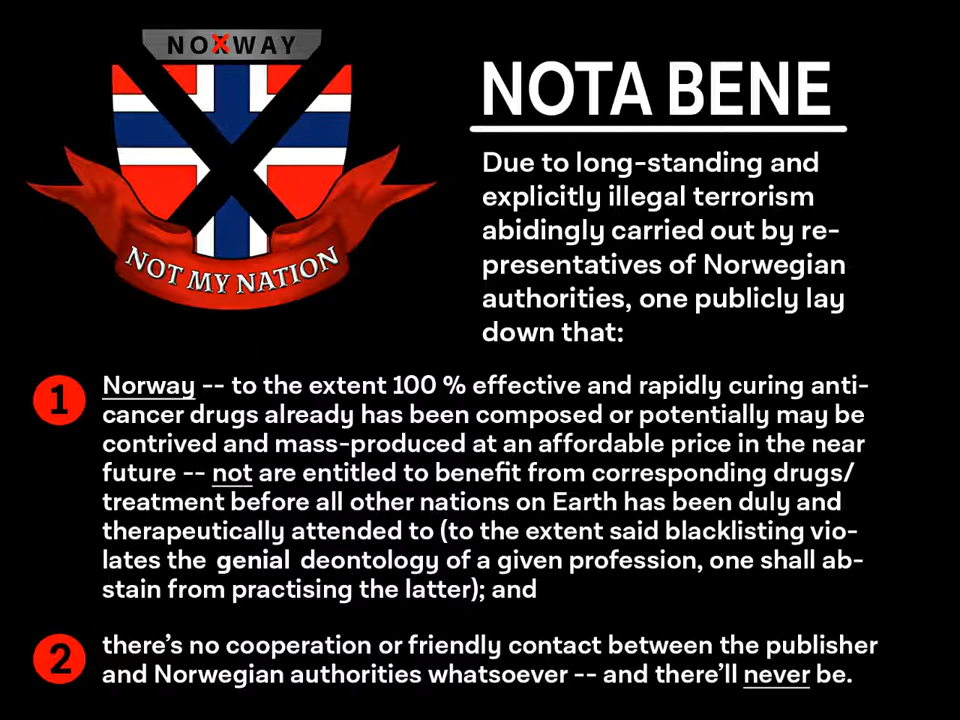 NORWAY
NOT MY NATION
NOTA BENE
Due to long-standing and
explicitly illegal terrorism
abidingly carried out by re-
presentatives of Norwegian
authorities, one publicly lay
down that:
1
Norway -- to the extent 100 % effective and rapidly curing anti-
cancer drugs already has been composed or potentially may be
contrived and mass-produced at an affordable price in the near
future -- not are entitled to benefit from corresponding drugs/
treatment before all other nations on Earth has been duly and
therapeutically attended to (to the extent said blacklisting vio-
lates the genial deontology of a given profession, one shall ab-
stain from practising the latter); and
2
there's no cooperation or friendly contact between the publisher
and Norwegian authorities whatsoever -- and there'll never be.